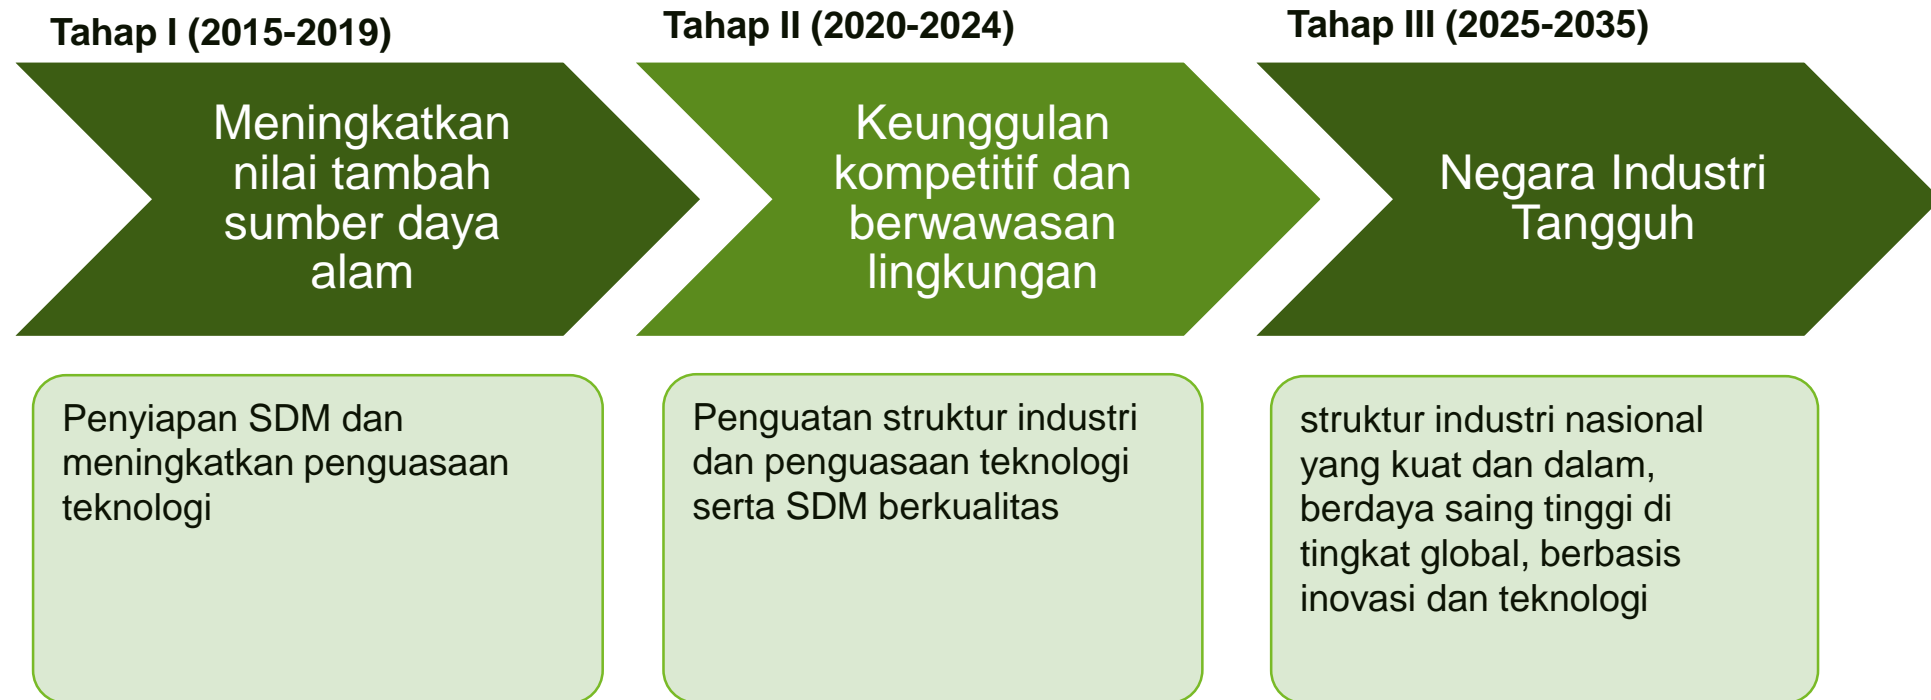 Tahap I (2015-2019)
Meningkatkan
nilai tambah
sumber daya
alam
Penyiapan SDM dan
meningkatkan penguasaan
teknologi
Tahap II (2020-2024)
Keunggulan
kompetitif dan
berwawasan
lingkungan
Penguatan struktur industri
dan penguasaan teknologi
serta SDM berkualitas
Tahap III (2025-2035)
Negara Industri
Tangguh
struktur industri nasional
yang kuat dan dalam,
berdaya saing tinggi di
tingkat global, berbasis
inovasi dan teknologi